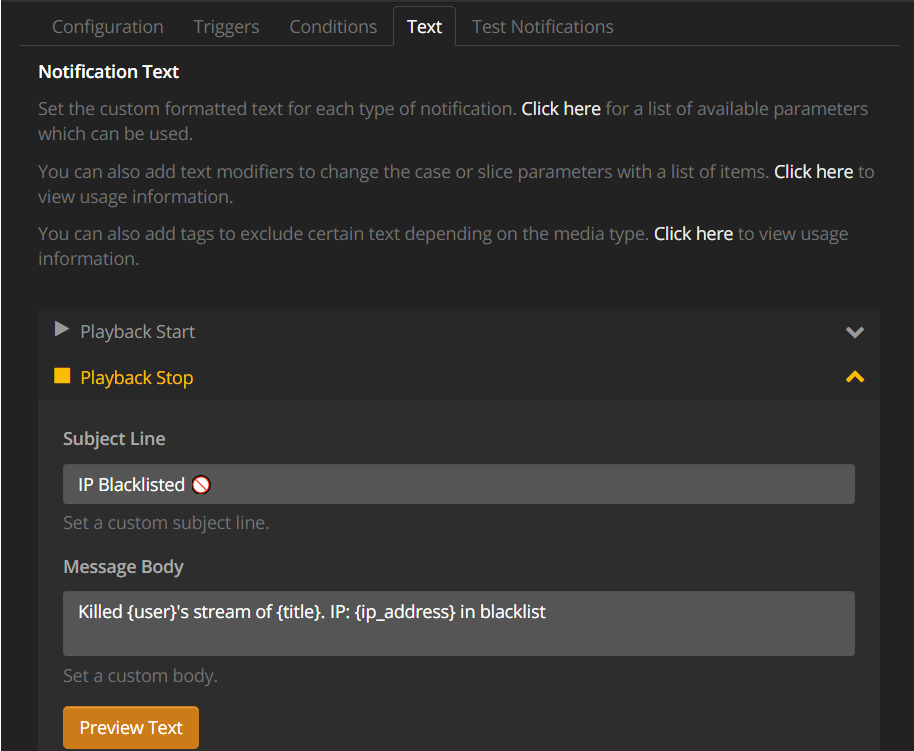 Configuration Triggers Conditions Text Test Notifications
Notification Text
Set the custom formatted text for each type of notification. Click here for a list of available parameters
which can be used.
You can also add text modifiers to change the case or slice parameters with a list of items. Click here to
view usage information.
You can also add tags to exclude certain text depending on the media type. Click here to view usage
information.
Playback Start
Playback Stop
Subject Line
IP Blacklisted 🚫
Set a custom subject line.
Message Body
Killed {user}'s stream of {title}. IP: {ip_address} in blacklist
Set a custom body.
Preview Text